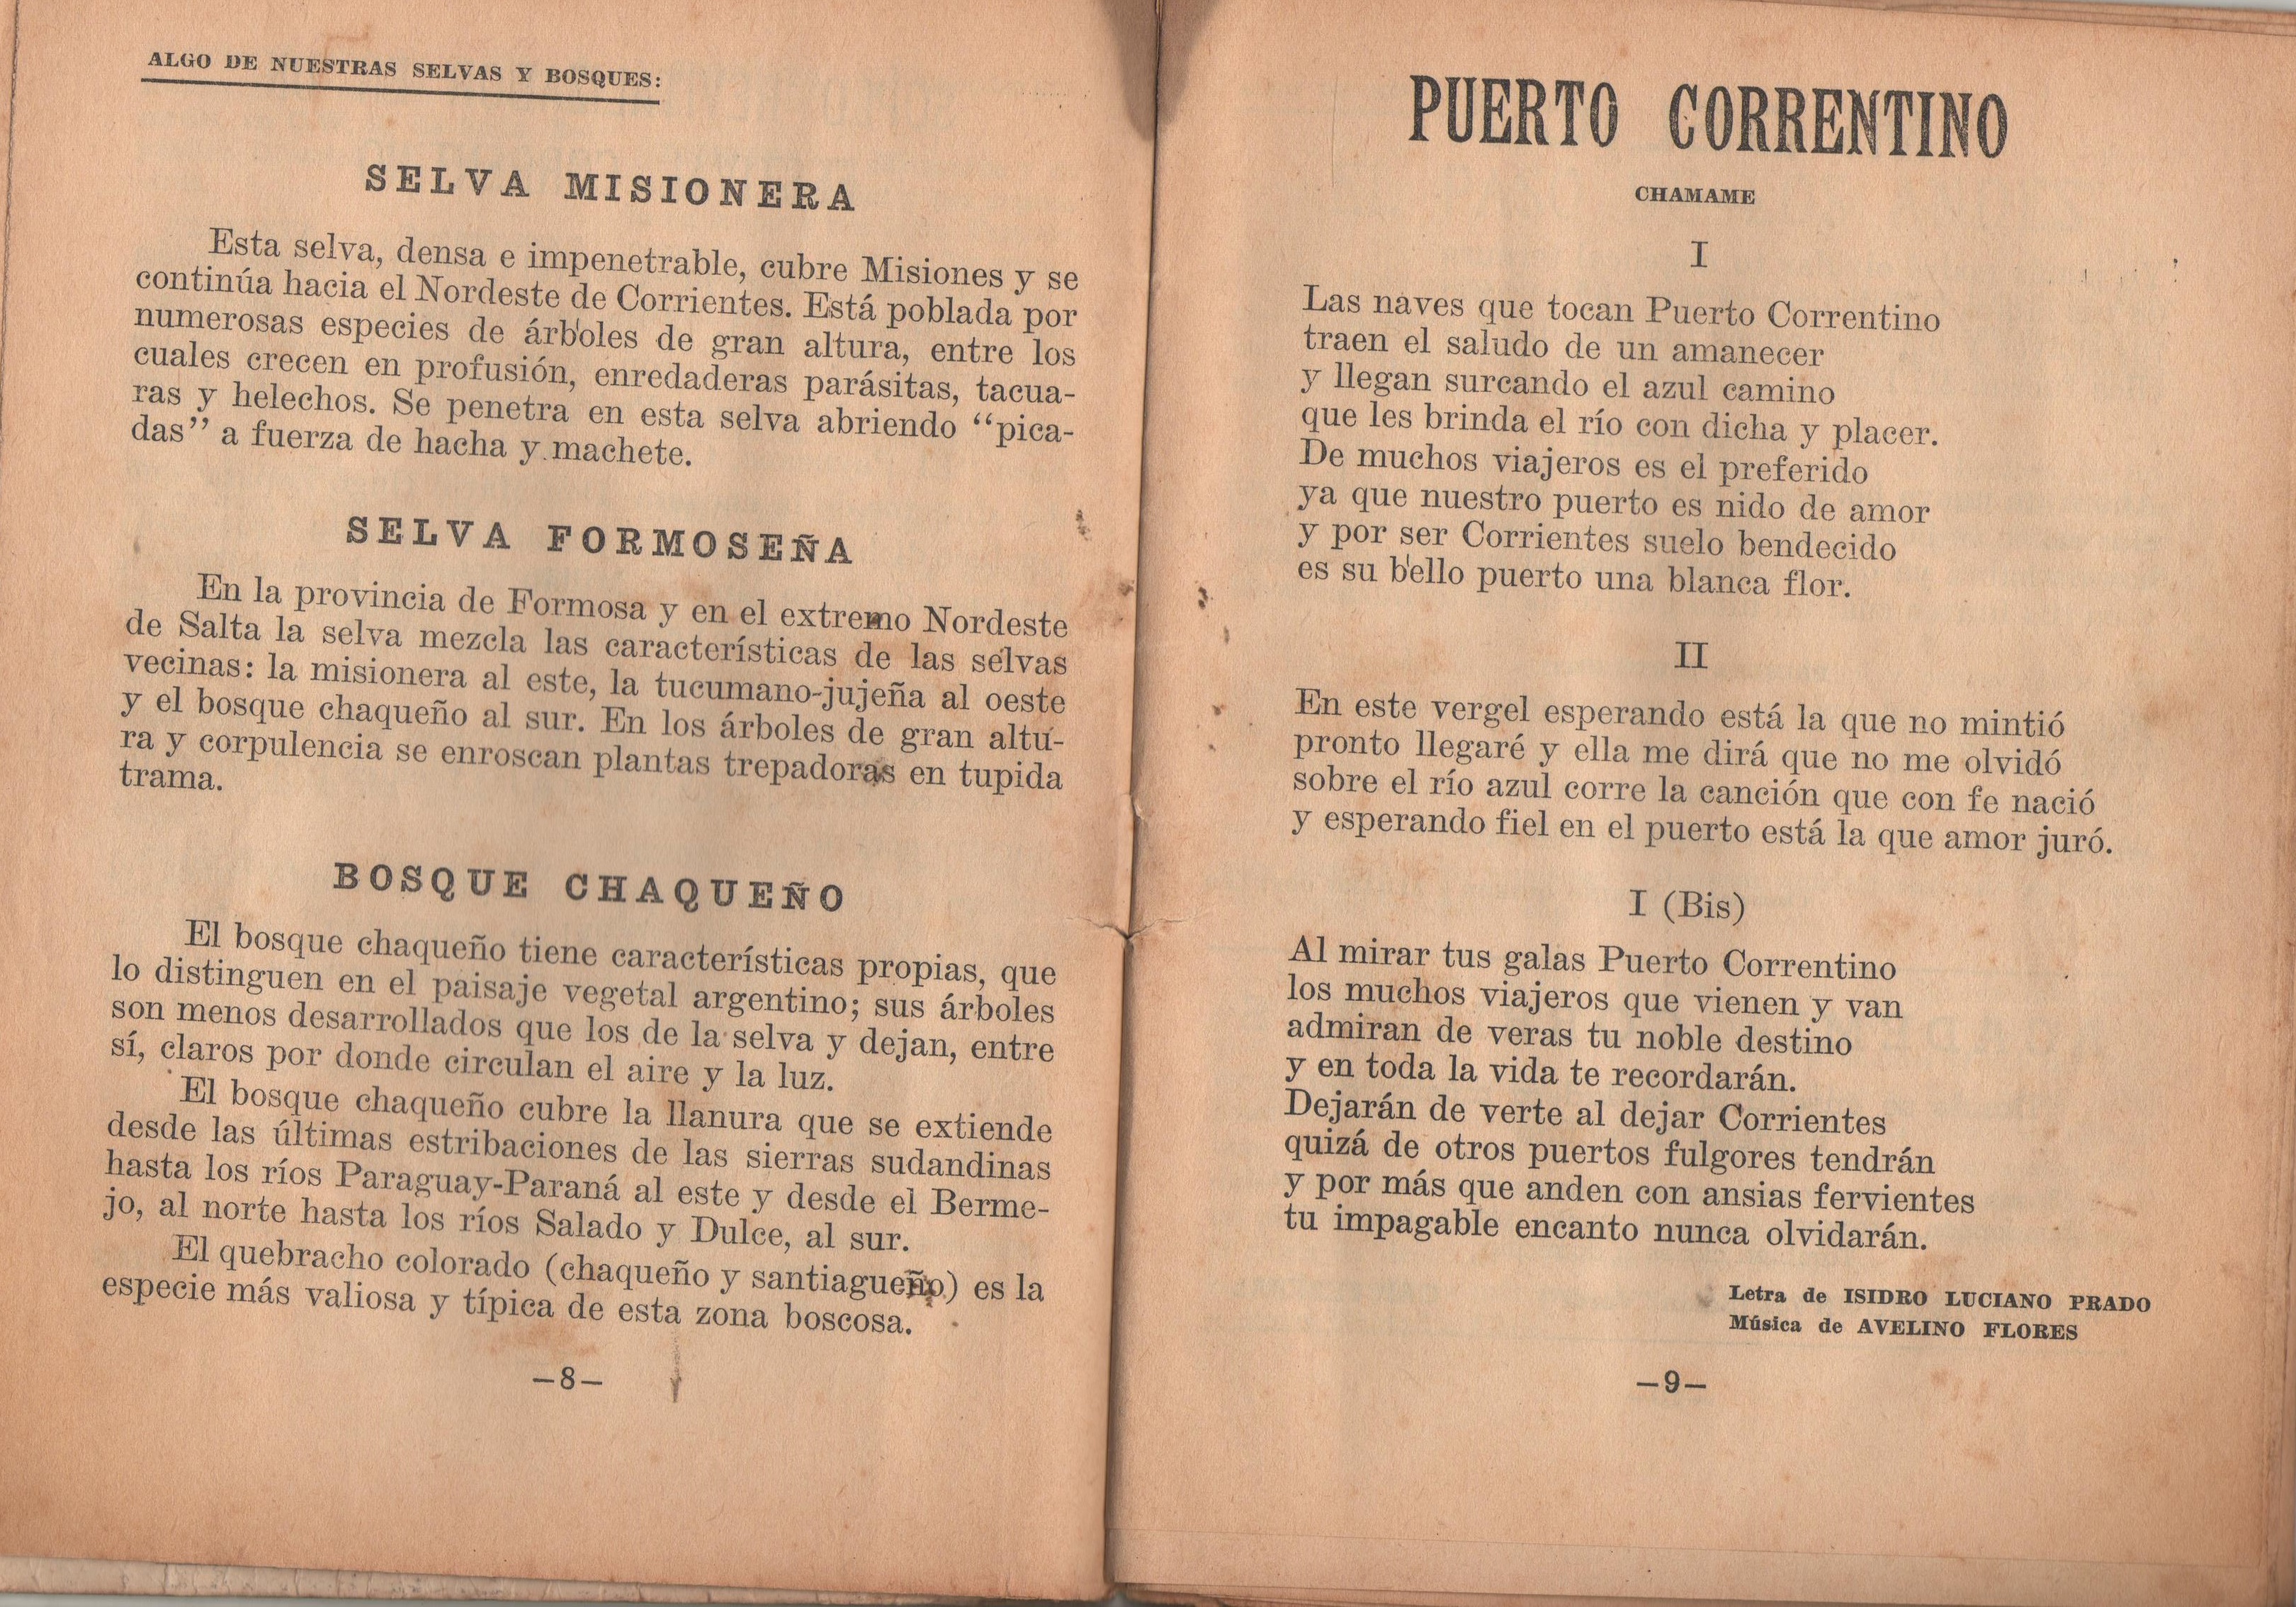 ALGO DE NUESTRAS SELVAS Y BOSQUES:
SELVA MISIONERA
Esta selva, densa e impenetrable, cubre Misiones y se
continúa hacia el Nordeste de Corrientes. Está poblada por
numerosas especies de árboles de gran altura, entre los
cuales crecen en profusión, enredaderas parásitas, tacua-
ras y helechos. Se penetra en esta selva abriendo “pica-
das” a fuerza de hacha y machete.
SELVA FORMOSEÑA
En la provincia de Formosa y en el extremo Nordeste
de Salta la selva mezcla las características de las selvas
vecinas: la misionera al este, la tucumano-jujeña al oeste
y el bosque chaqueño al sur. En los árboles de gran altu-
ra y corpulencia se enroscan plantas trepadoras en tupida
trama.
BOSQUE CHAQUEÑO
El bosque chaqueño tiene características propias, que
lo distinguen en el paisaje vegetal argentino; sus árboles
son menos desarrollados que los de la selva y dejan, entre
sí, claros por donde circulan el aire y la luz.
El bosque chaqueño cubre la llanura que se extiende
desde las últimas estribaciones de las sierras sudandinas
hasta los ríos Paraguay-Paraná al este y desde el Berme-
jo, al norte hasta los ríos Salado y Dulce, al sur.
El quebracho colorado (chaqueño y santiagueño) es la
especie más valiosa y típica de esta zona boscosa.
—8—
PUERTO CORRENTINO
CHAMAME
I
Las naves que tocan Puerto Correntino
traen el saludo de un amanecer
y llegan surcando el azul camino
que les brinda el río con dicha y placer.
De muchos viajeros es el preferido
ya que nuestro puerto es nido de amor
y por ser Corrientes suelo bendecido
es su bello puerto una blanca flor.
II
En este vergel esperando está la que no mintió
pronto llegaré y ella me dirá que no me olvidó
sobre el río azul corre la canción que con fe nació
y esperando fiel en el puerto está la que amor juró.
I (Bis)
Al mirar tus galas Puerto Correntino
los muchos viajeros que vienen y van
admiran de veras tu noble destino
y en toda la vida te recordarán.
Dejarán de verte al dejar Corrientes
quizá de otros puertos fulgores tendrán
y por más que anden con ansias fervientes
tu impagable encanto nunca olvidarán.
Letra de ISIDRO LUCIANO PRADO
Música de AVELINO FLORES
—9—